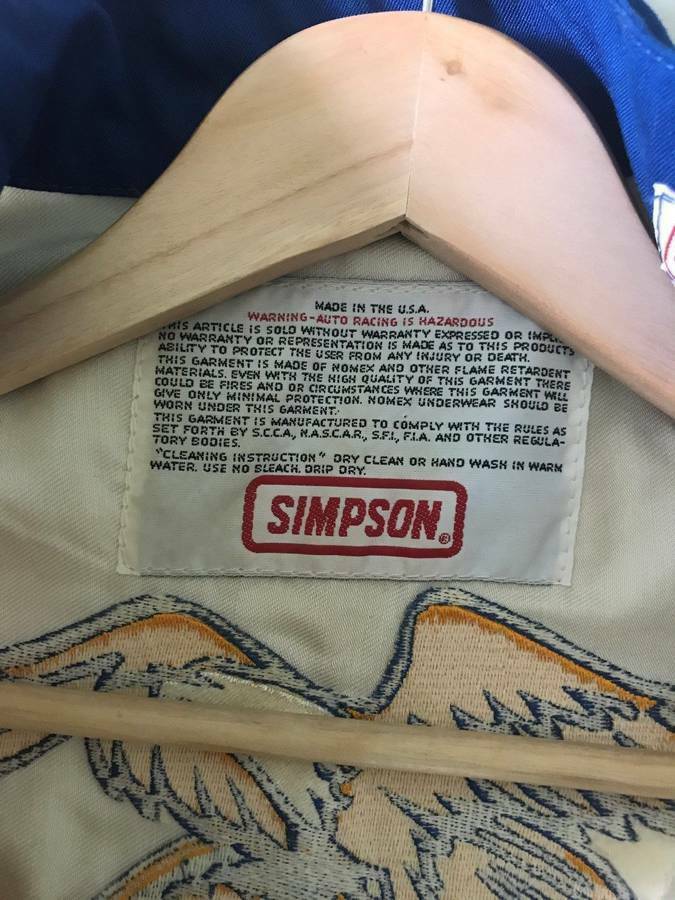 MADE IN THE U.S.A.
WARNING-AUTO RACING IS HAZARDOUS
THIS ARTICLE IS SOLD WITHOUT WARRANTY EXPRESSED OR
NO WARRANTY OR REPRESENTATION IS MADE AS TO THIS PRODUCTS
ABILITY TO PROTECT THE USER FROM ANY INJURY OR DEATH.
THIS GARMENT IS MADE OF NOMEX AND OTHER FLAME RETARDENT
MATERIALS. EVEN WITH THE HIGH QUALITY OF THIS GARMENT THERE
COULD BE FIRES AND OR CIRCUMSTANCES WHERE THIS GARMENT WILL
GIVE ONLY MINIMAL PROTECTION. NOMEX UNDERWEAR SHOULD BE
WORN UNDER THIS GARMENT.
THIS GARMENT IS MANUFACTURED TO COMPLY WITH THE RULES AS
SET FORTH BY S.C.C.A., N.A.S.C.A.R., S.F.I., F.I.A. AND OTHER REGULA-
TORY BODIES.
"CLEANING INSTRUCTION" DRY CLEAN OR HAND WASH IN WARM
WATER. USE NO BLEACH. DRIP DRY.
SIMPSON®